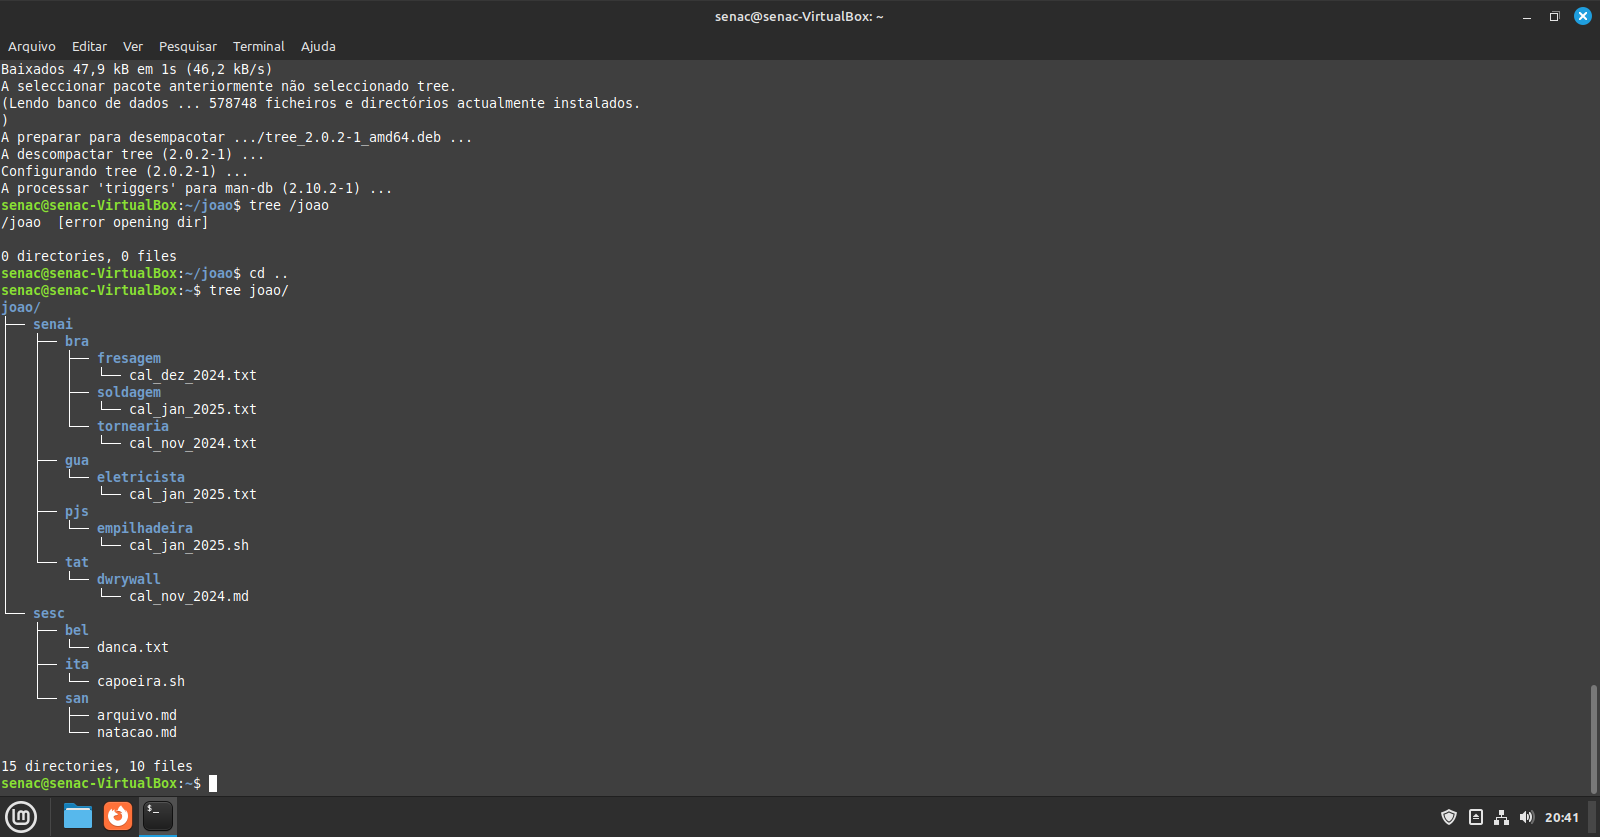 senac@senac-VirtualBox: ~
Arquivo Editar Ver Pesquisar Terminal Ajuda
Baixados 47,9 kB em 1s (46,2 kB/s)
A seleccionar pacote anteriormente não seleccionado tree.
(Lendo banco de dados ... 578748 ficheiros e directórios actualmente instalados.
)
A preparar para desempacotar .../tree_2.0.2-1_amd64.deb ...
A descompactar tree (2.0.2-1) ...
Configurando tree (2.0.2-1) ...
A processar 'triggers' para man-db (2.10.2-1) ...
senac@senac-VirtualBox:~/joao$ tree /joao
/joao  [error opening dir]
0 directories, 0 files
senac@senac-VirtualBox:~/joao$ cd ..
senac@senac-VirtualBox:~$ tree joao/
joao/
├── senai
│   ├── bra
│   │   ├── fresagem
│   │   │   └── cal_dez_2024.txt
│   │   ├── soldagem
│   │   │   └── cal_jan_2025.txt
│   │   └── tornearia
│   │       └── cal_nov_2024.txt
│   ├── gua
│   │   └── eletricista
│   │       └── cal_jan_2025.txt
│   ├── pjs
│   │   └── empilhadeira
│   │       └── cal_jan_2025.sh
│   └── tat
│       └── dwrywall
│           └── cal_nov_2024.md
└── sesc
    ├── bel
    │   └── danca.txt
    ├── ita
    │   └── capoeira.sh
    └── san
        ├── arquivo.md
        └── natacao.md
15 directories, 10 files
senac@senac-VirtualBox:~$
$_
20:41